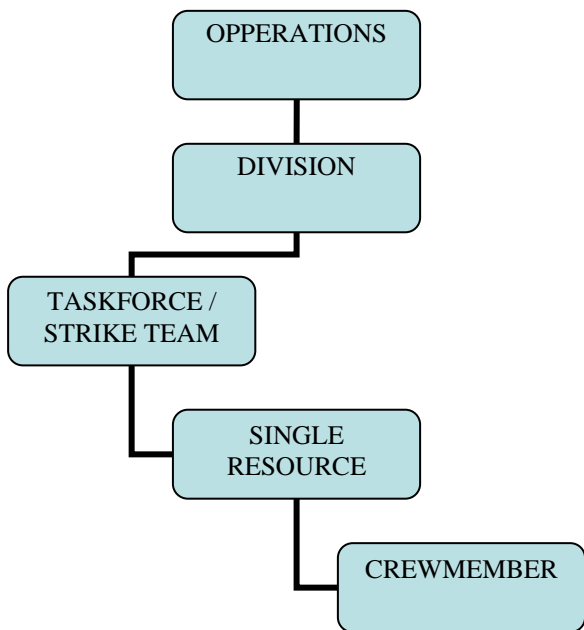 OPPERATIONS
DIVISION
TASKFORCE /
STRIKE TEAM
SINGLE
RESOURCE
CREWMEMBER